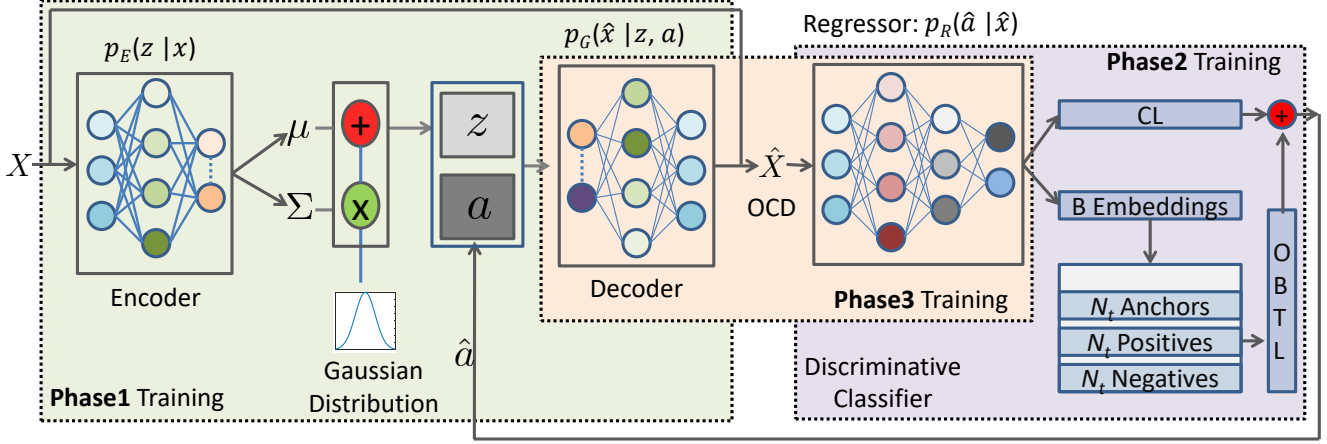 Regressor: p_R(â | x̂)
p_E(z | x)
p_G(x̂ | z, a)
Phase2 Training
μ
+
z
CL
+
X
X̂
OCD
Σ
x
a
B Embeddings
Encoder
Decoder
Phase3 Training
O
B
T
L
N_t Anchors
N_t Positives
N_t Negatives
â
Gaussian
Distribution
Phase1 Training
Discriminative
Classifier